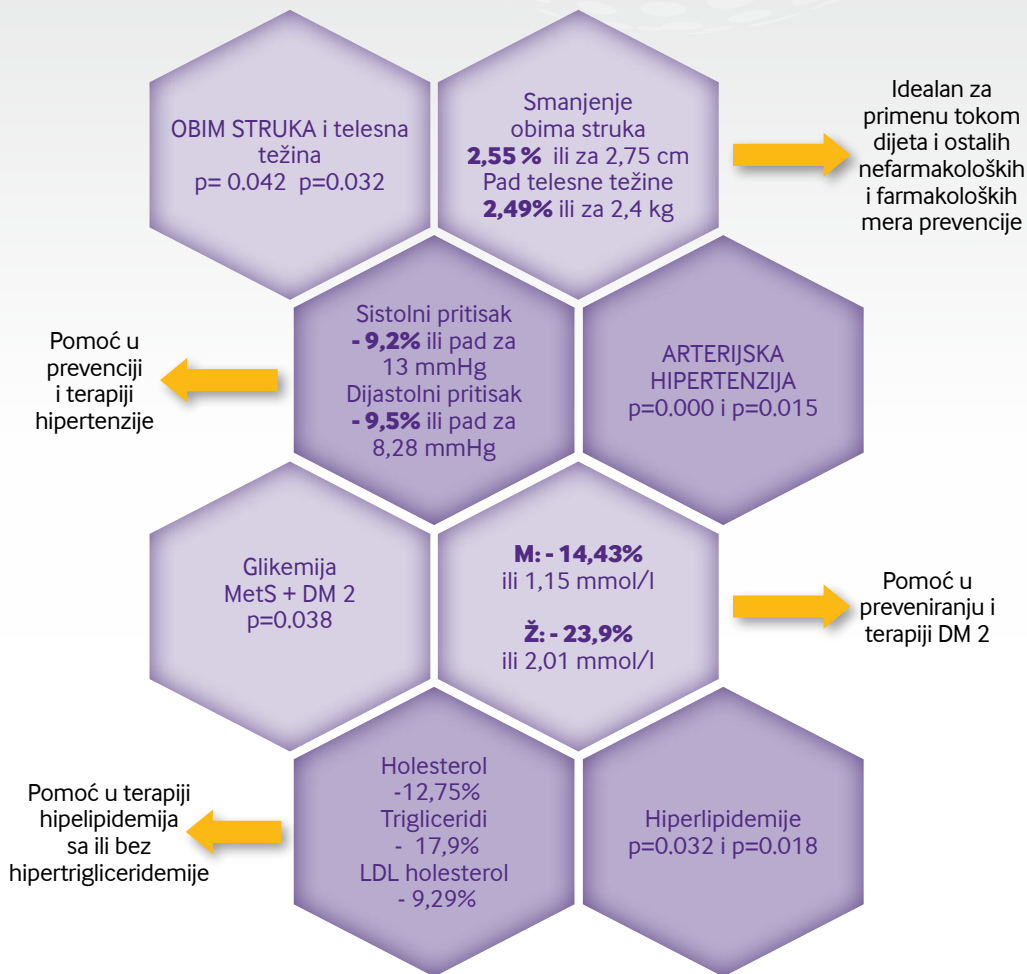 OBIM STRUKA i telesna
težina
p= 0.042 p=0.032
Smanjenje
obima struka
2,55 % ili za 2,75 cm
Pad telesne težine
2,49% ili za 2,4 kg
Idealan za
primenu tokom
dijeta i ostalih
nefarmakoloških
i farmakoloških
mera prevencije
Pomoć u
prevenciji
i terapiji
hipertenzije
Sistolni pritisak
- 9,2% ili pad za
13 mmHg
Dijastolni pritisak
- 9,5% ili pad za
8,28 mmHg
ARTERIJSKA
HIPERTENZIJA
p=0.000 i p=0.015
Glikemija
MetS + DM 2
p=0.038
M: - 14,43%
ili 1,15 mmol/l
Ž: - 23,9%
ili 2,01 mmol/l
Pomoć u
preveniranju i
terapiji DM 2
Pomoć u terapiji
hipelipidemija
sa ili bez
hipertrigliceridemije
Holesterol
-12,75%
Trigliceridi
- 17,9%
LDL holesterol
- 9,29%
Hiperlipidemije
p=0.032 i p=0.018